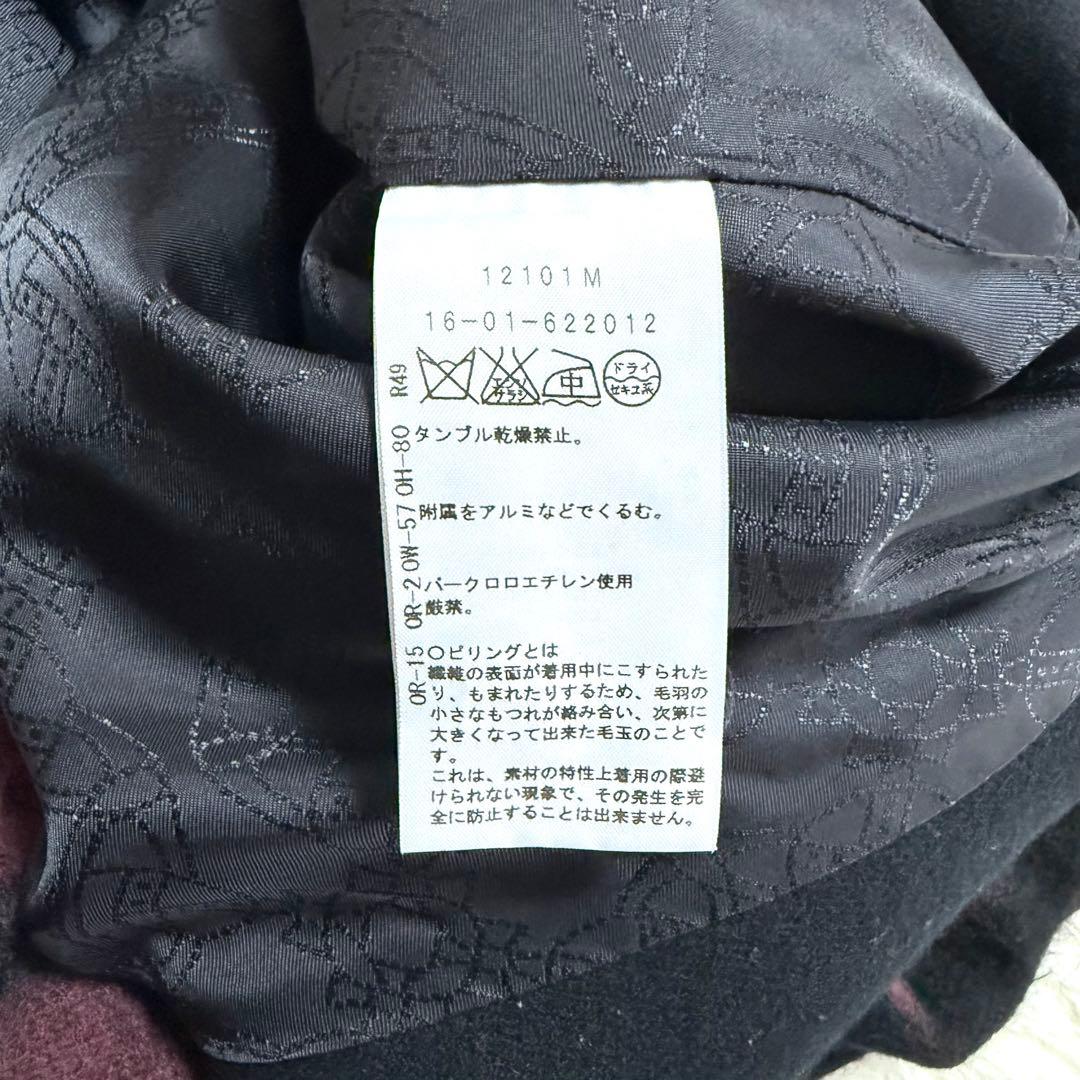 12101M
16-01-622012
エンソ
サラシ
中
ドライ
セキユ系
タンブル乾燥禁止。
附属をアルミなどでくるむ。
パークロロエチレン使用
厳禁。
○ピリングとは
繊維の表面が着用中にこすられた
り、もまれたりするため、毛羽の
小さなもつれが絡み合い、次第に
大きくなって出来た毛玉のことで
す。
これは、素材の特性上着用の際避
けられない現象で、その発生を完
全に防止することは出来ません。
OR-15 OR-20W-57OH-80 R49